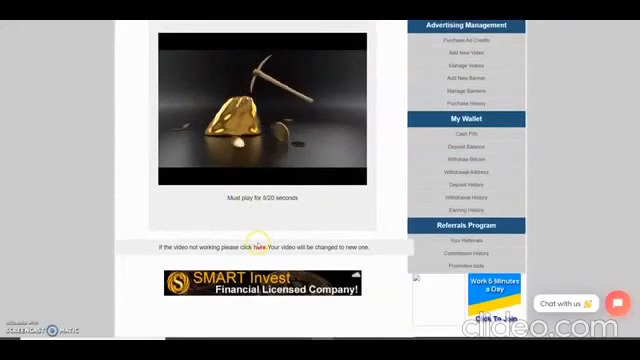 Advertising Management
Purchase Ad Credits
Add New Video
Manage Videos
Add New Banner
Manage Banners
Purchase History
My Wallet
Cash PIN
Deposit Balance
Withdraw Bitcoin
Withdrawal Address
Deposit History
Withdrawal History
Earning History
Referrals Program
Your Referrals
Commission History
Promotion tools
Must play for 6/20 seconds
If the video not working please click here.Your video will be changed to new one.
SMART Invest
Financial Licensed Company!
Work 5 Minutes
a Day
Click To Join
Chat with us
SCREENCAST MATIC
clideo.com